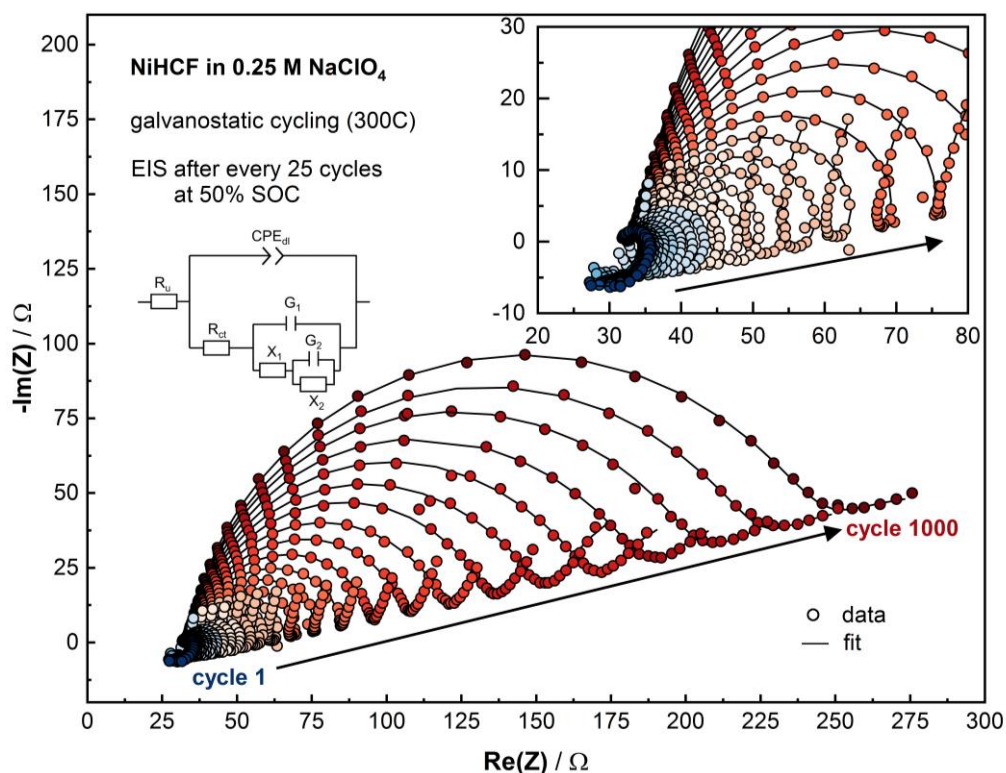 NiHCF in 0.25 M NaClO₄
galvanostatic cycling (300C)
EIS after every 25 cycles
at 50% SOC
CPE_dl
R_u
R_ct
G₁
X₁
G₂
X₂
-Im(Z) / Ω
200
175
150
125
100
75
50
25
0
30
20
10
0
-10
20 30 40 50 60 70 80
cycle 1000
data
fit
cycle 1
0 25 50 75 100 125 150 175 200 225 250 275 300
Re(Z) / Ω